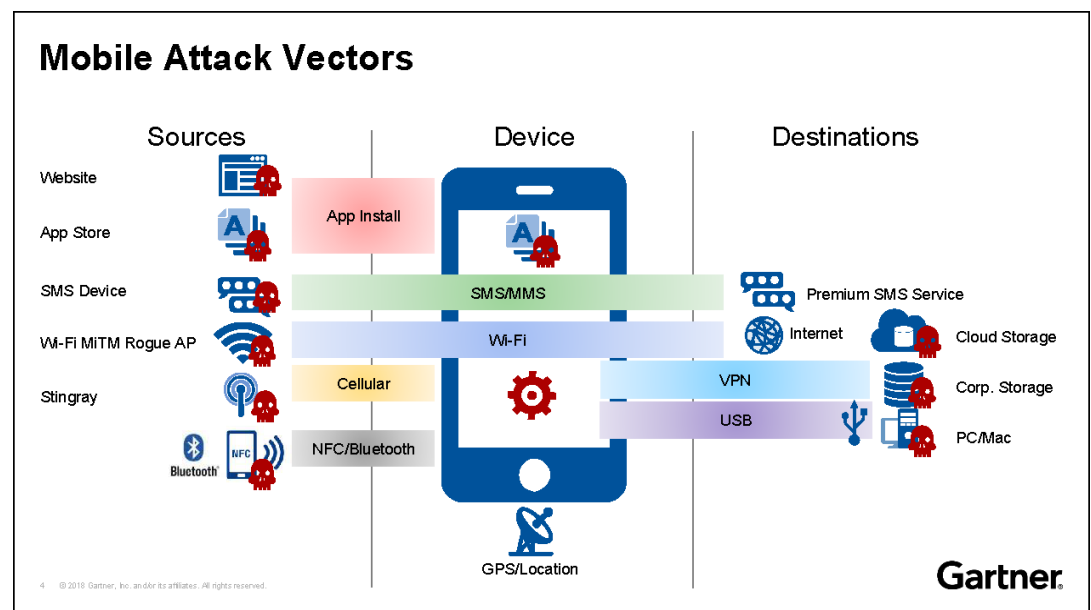 Mobile Attack Vectors
Sources
Device
Destinations
Website
App Store
App Install
A
A
SMS Device
SMS/MMS
Premium SMS Service
Wi-Fi MiTM Rogue AP
Wi-Fi
Internet
Cloud Storage
Stingray
Cellular
VPN
Corp. Storage
USB
PC/Mac
Bluetooth
NFC
NFC/Bluetooth
GPS/Location
4 © 2018 Gartner, Inc. and/or its affiliates. All rights reserved.
Gartner